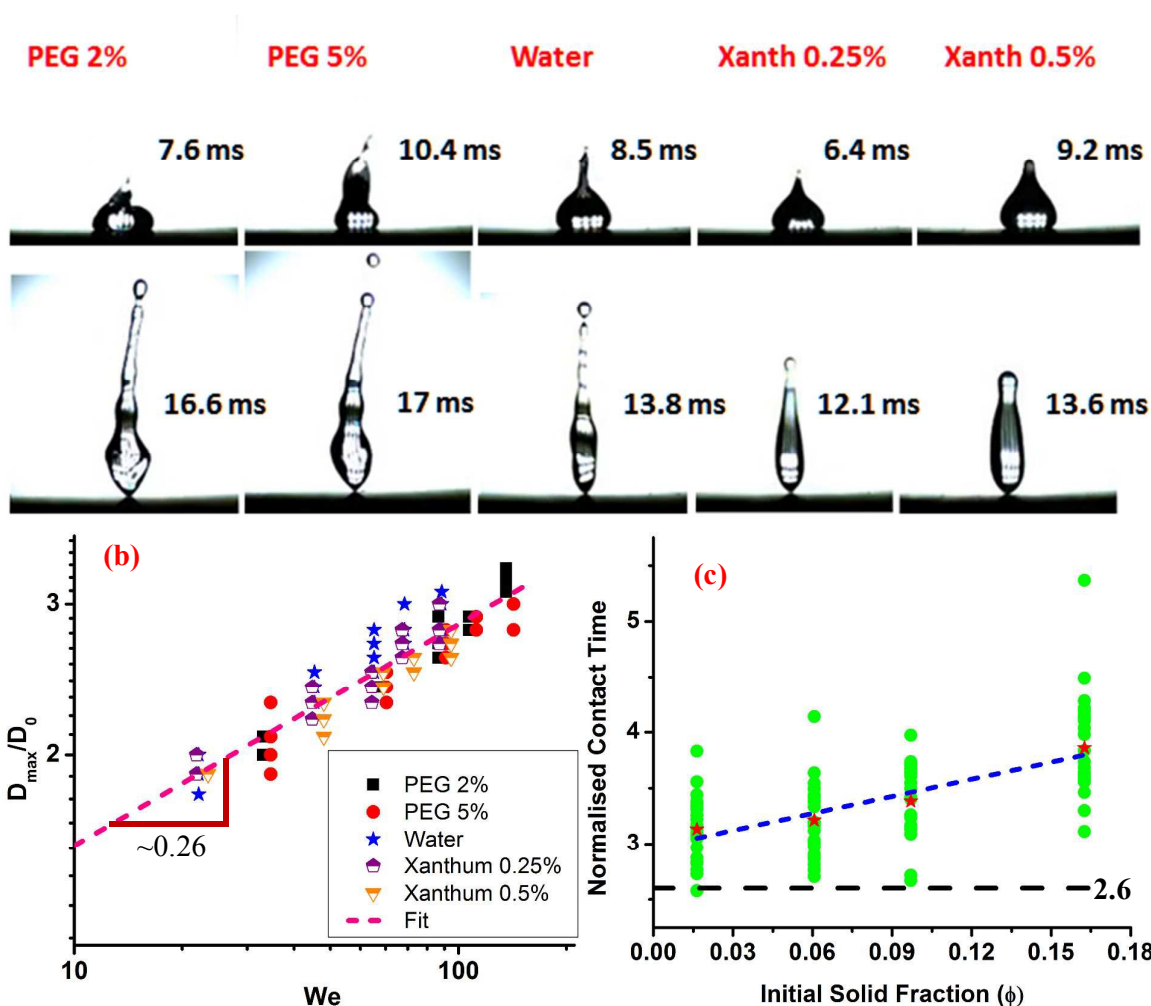 PEG 2% PEG 5% Water Xanth 0.25% Xanth 0.5%
7.6 ms 10.4 ms 8.5 ms 6.4 ms 9.2 ms
16.6 ms 17 ms 13.8 ms 12.1 ms 13.6 ms
(b)
3
2
D_max/D_0
~0.26
PEG 2%
PEG 5%
Water
Xanthum 0.25%
Xanthum 0.5%
Fit
10 100
We
(c)
5
4
3
Normalised Contact Time
2.6
0.00 0.03 0.06 0.09 0.12 0.15 0.18
Initial Solid Fraction (ϕ)